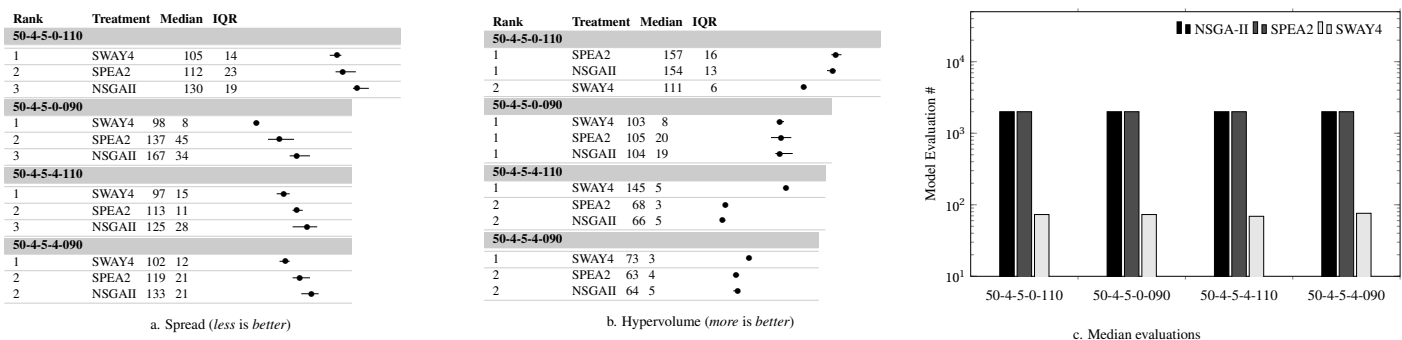 Rank Treatment Median IQR
50-4-5-0-110
1 SWAY4 105 14
2 SPEA2 112 23
3 NSGAII 130 19
50-4-5-0-090
1 SWAY4 98 8
2 SPEA2 137 45
3 NSGAII 167 34
50-4-5-4-110
1 SWAY4 97 15
2 SPEA2 113 11
3 NSGAII 125 28
50-4-5-4-090
1 SWAY4 102 12
2 SPEA2 119 21
2 NSGAII 133 21
a. Spread (less is better)
Rank Treatment Median IQR
50-4-5-0-110
1 SPEA2 157 16
1 NSGAII 154 13
2 SWAY4 111 6
50-4-5-0-090
1 SWAY4 103 8
1 SPEA2 105 20
1 NSGAII 104 19
50-4-5-4-110
1 SWAY4 145 5
2 SPEA2 68 3
2 NSGAII 66 5
50-4-5-4-090
1 SWAY4 73 3
2 SPEA2 63 4
2 NSGAII 64 5
b. Hypervolume (more is better)
NSGA-II SPEA2 SWAY4
Model Evaluation #
10⁴
10³
10²
10¹
50-4-5-0-110 50-4-5-0-090 50-4-5-4-110 50-4-5-4-090
c. Median evaluations